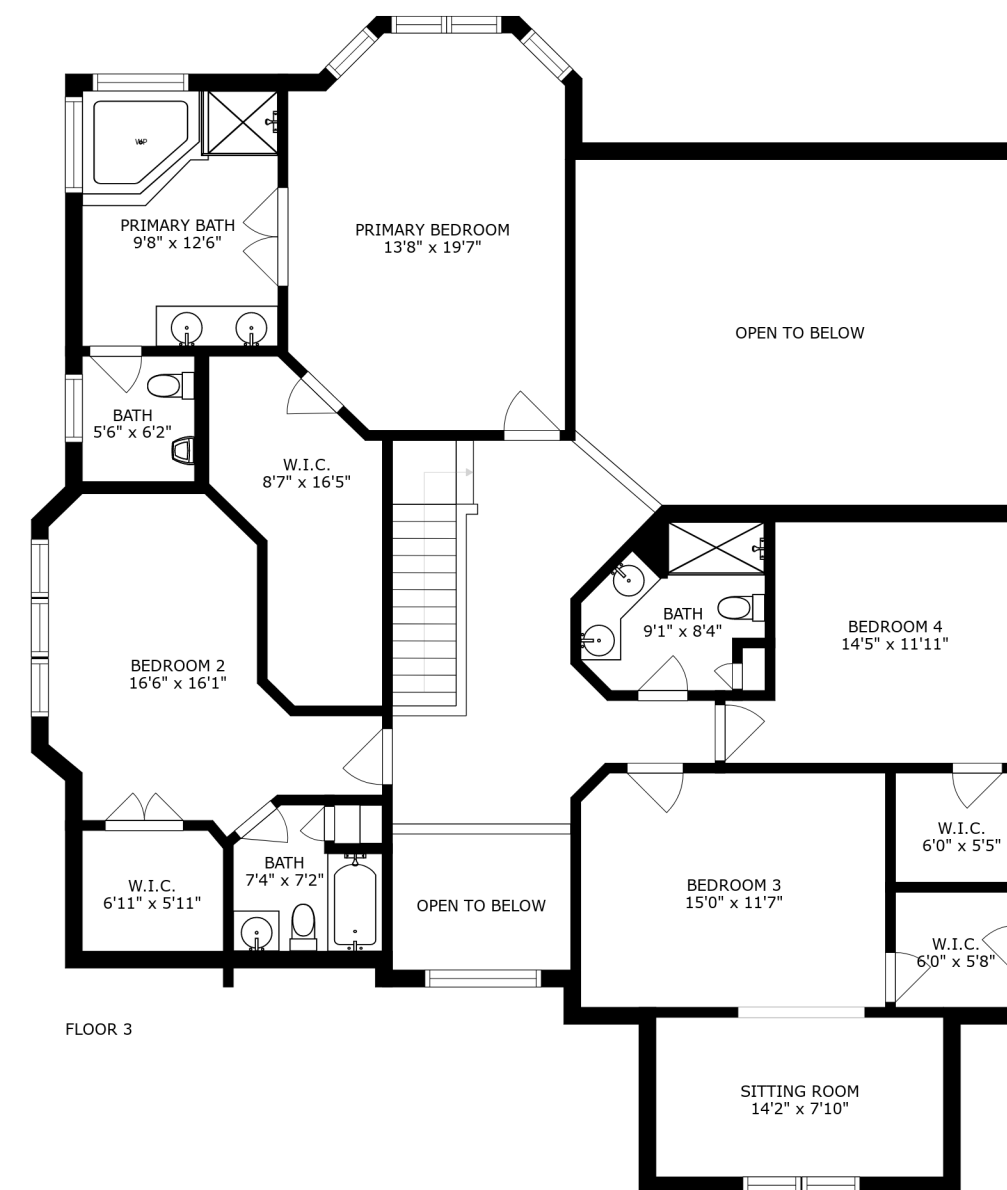 WP
PRIMARY BATH
9'8" x 12'6"
PRIMARY BEDROOM
13'8" x 19'7"
OPEN TO BELOW
BATH
5'6" x 6'2"
W.I.C.
8'7" x 16'5"
BATH
9'1" x 8'4"
BEDROOM 4
14'5" x 11'11"
BEDROOM 2
16'6" x 16'1"
W.I.C.
6'0" x 5'5"
BATH
7'4" x 7'2"
W.I.C.
6'11" x 5'11"
OPEN TO BELOW
BEDROOM 3
15'0" x 11'7"
W.I.C.
6'0" x 5'8"
FLOOR 3
SITTING ROOM
14'2" x 7'10"